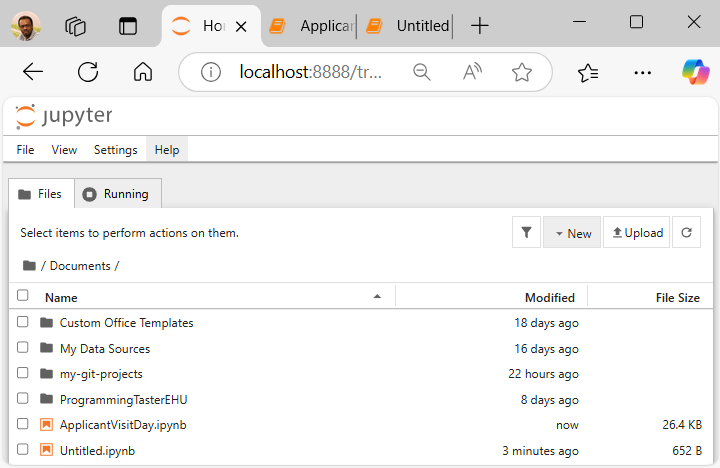 Hor
Applicar
Untitled
localhost:8888/tr...
jupyter
File View Settings Help
Files Running
Select items to perform actions on them.
New Upload
/ Documents /
Name Modified File Size
Custom Office Templates 18 days ago
My Data Sources 16 days ago
my-git-projects 22 hours ago
ProgrammingTasterEHU 8 days ago
ApplicantVisitDay.ipynb now 26.4 KB
Untitled.ipynb 3 minutes ago 652 B